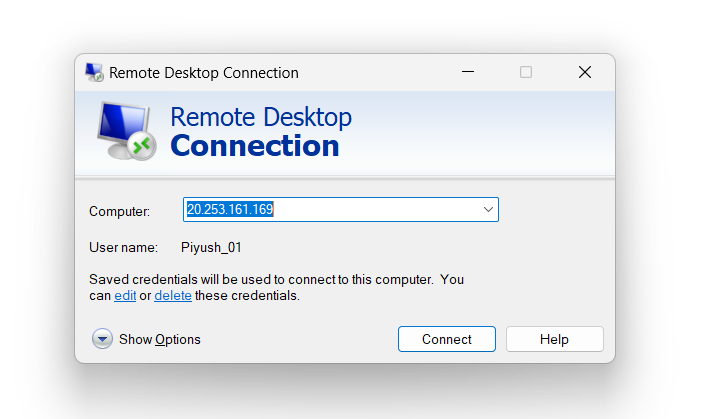 Remote Desktop Connection
Remote Desktop
Connection
Computer: 20.253.161.169
User name: Piyush_01
Saved credentials will be used to connect to this computer.  You
can edit or delete these credentials.
Show Options Connect Help